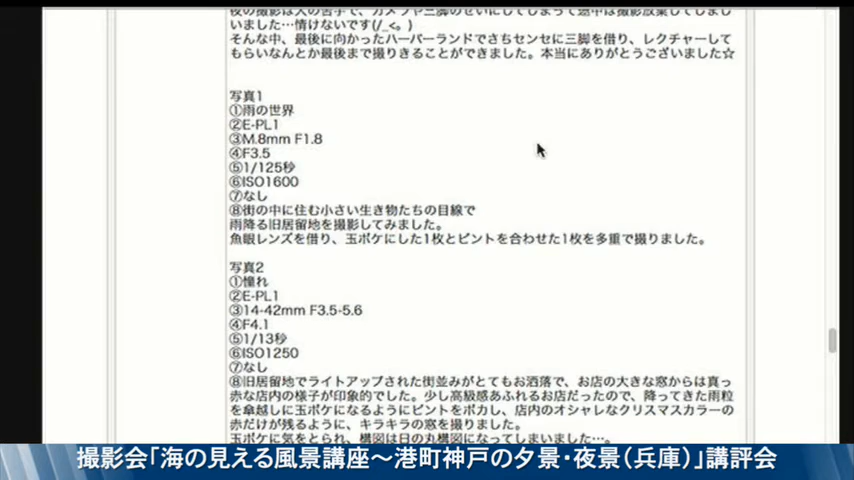 夜の撮影は大の苦手で、カメラや三脚のせいにしてしまって途中は撮影放棄してしまし
いました…情けないです(/_<。)
そんな中、最後に向かったハーバーランドでさちセンセに三脚を借り、レクチャーして
もらいなんとか最後まで撮りきることができました。本当にありがとうございました☆
写真1
①雨の世界
②E-PL1
③M.8mm F1.8
④F3.5
⑤1/125秒
⑥ISO1600
⑦なし
⑧街の中に住む小さい生き物たちの目線で
雨降る旧居留地を撮影してみました。
魚眼レンズを借り、玉ボケにした1枚とピントを合わせた1枚を多重で撮りました。
写真2
①憧れ
②E-PL1
③14-42mm F3.5-5.6
④F4.1
⑤1/13秒
⑥ISO1250
⑦なし
⑧旧居留地でライトアップされた街並みがとてもお洒落で、お店の大きな窓からは真っ
赤な店内の様子が印象的でした。少し高級感あふれるお店だったので、降ってきた雨粒
を傘越しに玉ボケになるようにピントをボカし、店内のオシャレなクリスマスカラーの
赤だけが残るように、キラキラの窓を撮りました。
玉ボケに気をとられ、構図は日の丸構図になってしまいました…。
撮影会「海の見える風景講座～港町神戸の夕景・夜景（兵庫）」講評会